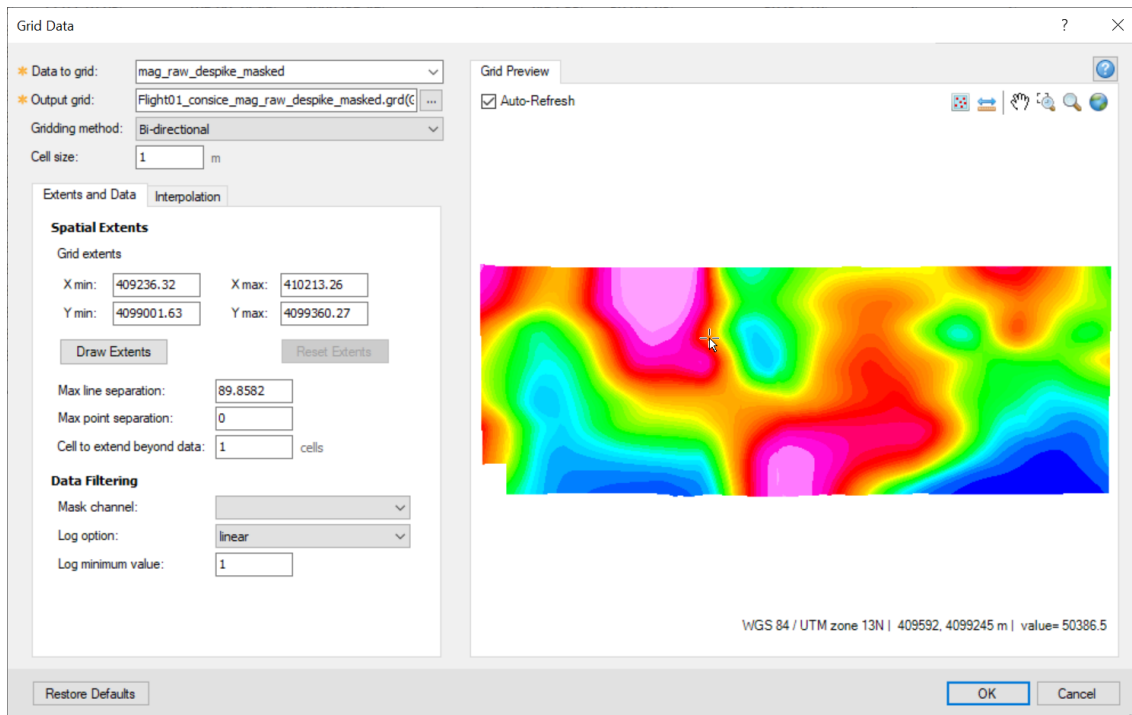 Grid Data
? ×
* Data to grid: mag_raw_despike_masked
* Output grid: Flight01_consice_mag_raw_despike_masked.grd(G ...
Gridding method: Bi-directional
Cell size: 1 m
Extents and Data Interpolation
Spatial Extents
Grid extents
X min: 409236.32 X max: 410213.26
Y min: 4099001.63 Y max: 4099360.27
Draw Extents Reset Extents
Max line separation: 89.8582
Max point separation: 0
Cell to extend beyond data: 1 cells
Data Filtering
Mask channel:
Log option: linear
Log minimum value: 1
Grid Preview
?
Auto-Refresh
WGS 84 / UTM zone 13N | 409592, 4099245 m | value= 50386.5
Restore Defaults OK Cancel